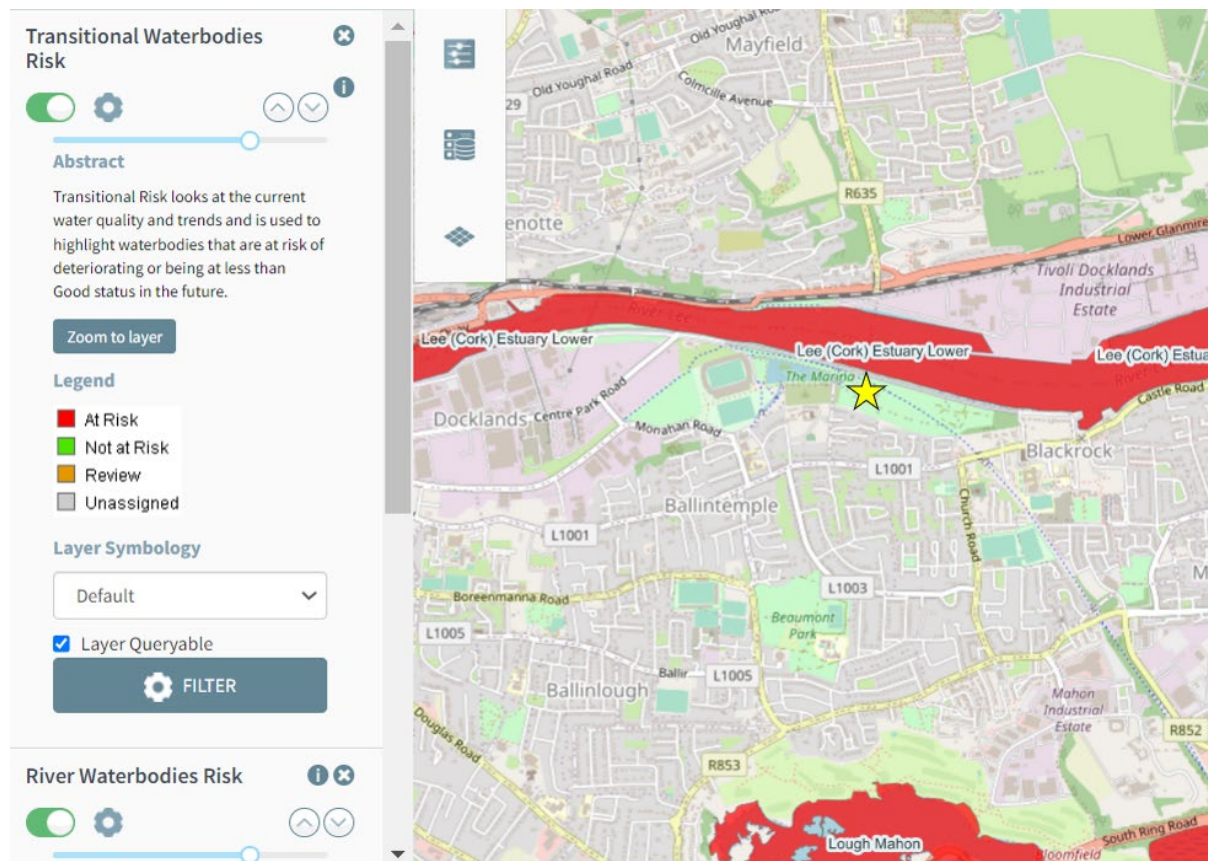 Transitional Waterbodies
Risk
Abstract
Transitional Risk looks at the current
water quality and trends and is used to
highlight waterbodies that are at risk of
deteriorating or being at less than
Good status in the future.
Zoom to layer
Legend
At Risk
Not at Risk
Review
Unassigned
Layer Symbology
Default
Layer Queryable
FILTER
River Waterbodies Risk
Old Youghal Road
Mayfield
Old Youghal Road
Colmcille Avenue
29
R635
enotte
Lower Glanmire
Tivoli Docklands
Industrial
Estate
River Lee
Lee (Cork) Estuary Lower
Lee (Cork) Estuary Lower
Lee (Cork) Estua
The Marina
Castle Road
Centre Park Road
Docklands
Monahan Road
Blackrock
L1001
Church Road
Ballintemple
L1001
L1003
Boreenmanna Road
Beaumont
Park
L1005
Ballir
L1005
Ballinlough
Mahon
Industrial
Estate
R852
Douglas Road
R853
South Ring Road
Lough Mahon
Bloomfield